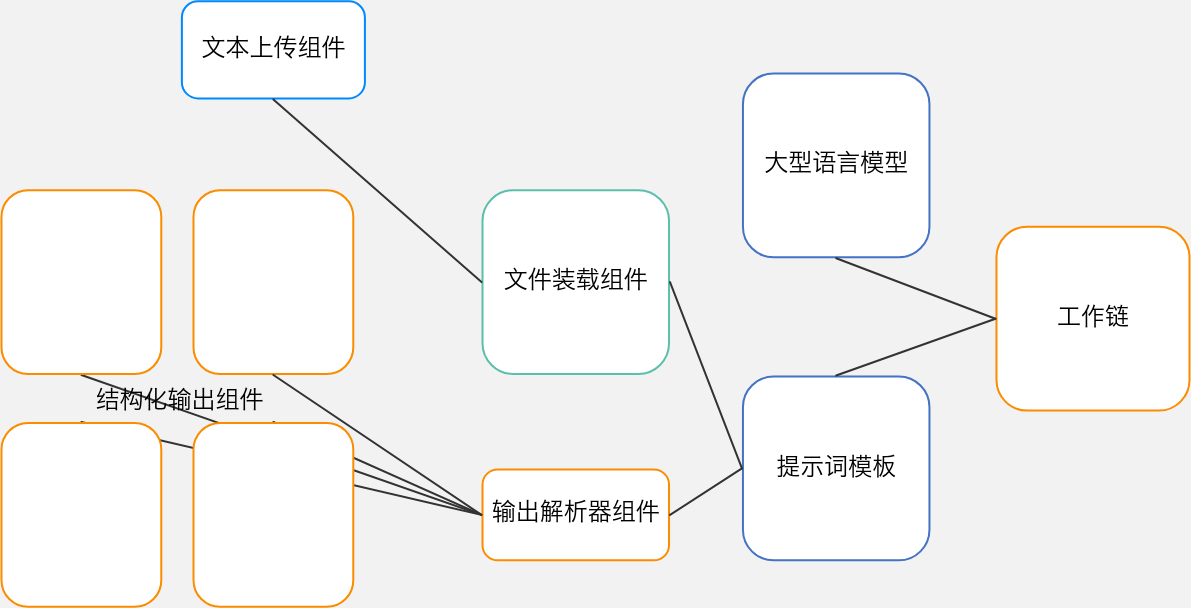 文本上传组件
大型语言模型
文件装载组件
工作链
结构化输出组件
提示词模板
输出解析器组件